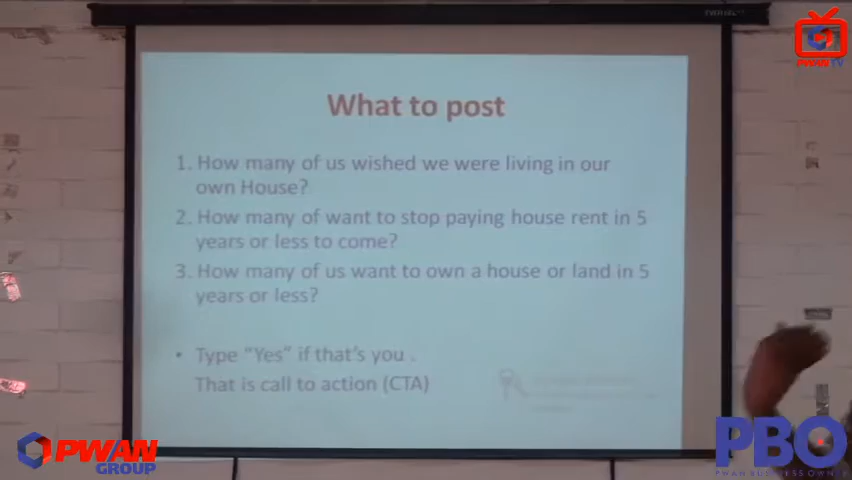 PWAN TV
What to post
1. How many of us wished we were living in our
own House?
2. How many of want to stop paying house rent in 5
years or less to come?
3. How many of us want to own a house or land in 5
years or less?
• Type "Yes" if that's you .
That is call to action (CTA)
PWAN
GROUP
PBO
PWAN BUSINESS OWNER